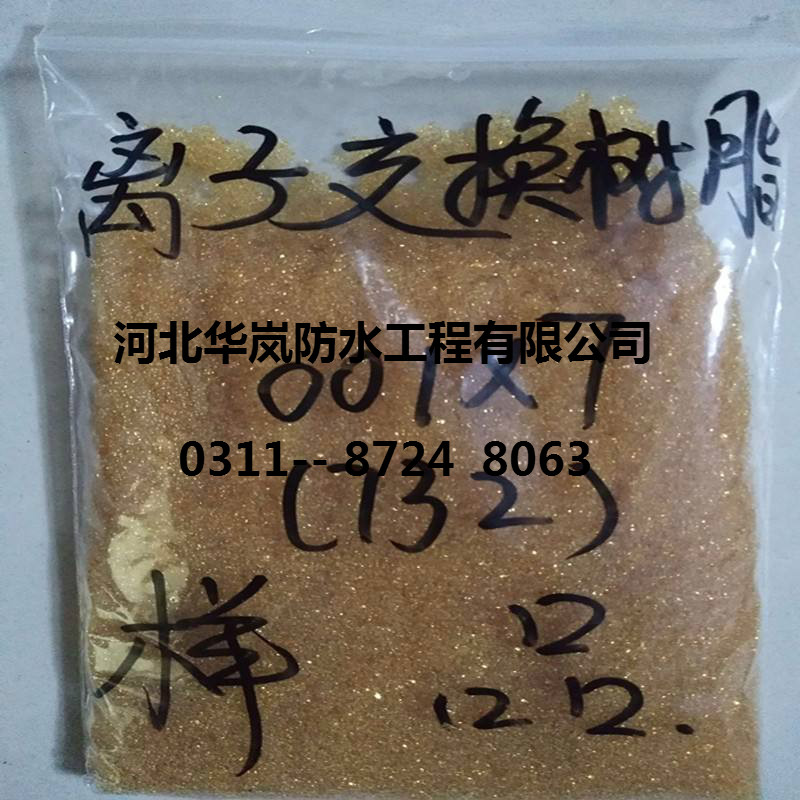 离子交换树脂
河北华岚防水工程有限公司
001x7
0311-- 8724 8063
(732)
样品.